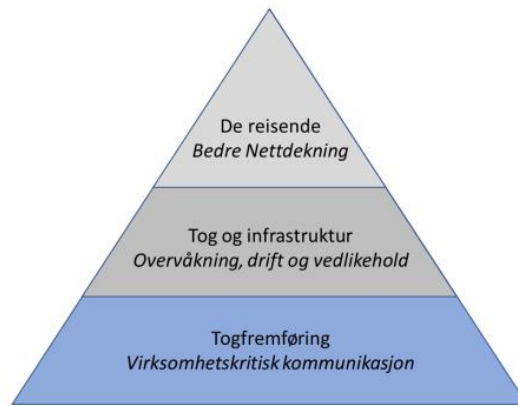 De reisende
Bedre Nettdekning
Tog og infrastruktur
Overvåkning, drift og vedlikehold
Togfremføring
Virksomhetskritisk kommunikasjon